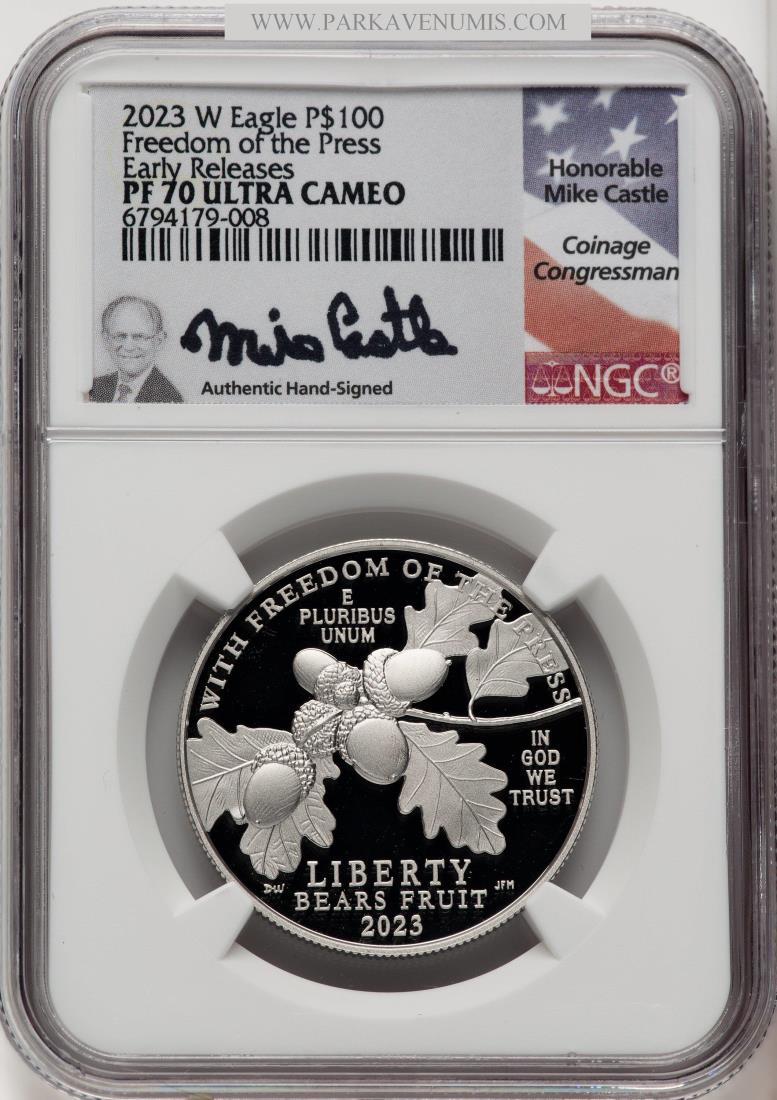 WWW.PARKAVENUMIS.COM
2023 W Eagle P$100
Freedom of the Press
Early Releases
PF 70 ULTRA CAMEO
6794179-008
Honorable
Mike Castle
Coinage
Congressman
Mike Castle
Authentic Hand-Signed
NGC®
WITH FREEDOM OF THE PRESS
E
PLURIBUS
UNUM
IN
GOD
WE
TRUST
DW
LIBERTY
JFM
BEARS FRUIT
2023